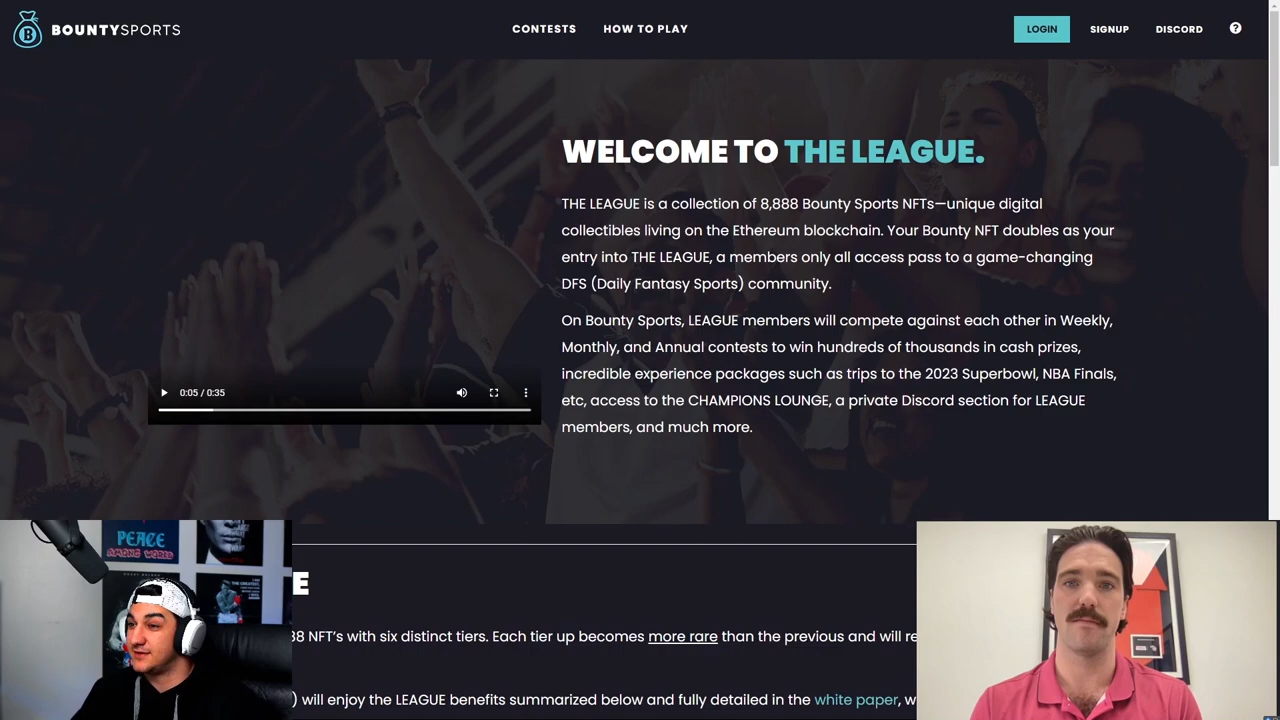 BOUNTYSPORTS
CONTESTS
HOW TO PLAY
LOGIN
SIGNUP
DISCORD
?
WELCOME TO THE LEAGUE.
THE LEAGUE is a collection of 8,888 Bounty Sports NFTs—unique digital
collectibles living on the Ethereum blockchain. Your Bounty NFT doubles as your
entry into THE LEAGUE, a members only all access pass to a game-changing
DFS (Daily Fantasy Sports) community.
On Bounty Sports, LEAGUE members will compete against each other in Weekly,
Monthly, and Annual contests to win hundreds of thousands in cash prizes,
incredible experience packages such as trips to the 2023 Superbowl, NBA Finals,
etc, access to the CHAMPIONS LOUNGE, a private Discord section for LEAGUE
members, and much more.
0:05 / 0:35
E
88 NFT's with six distinct tiers. Each tier up becomes more rare than the previous and will re
) will enjoy the LEAGUE benefits summarized below and fully detailed in the white paper, w
PEACE
AMONG WORLD